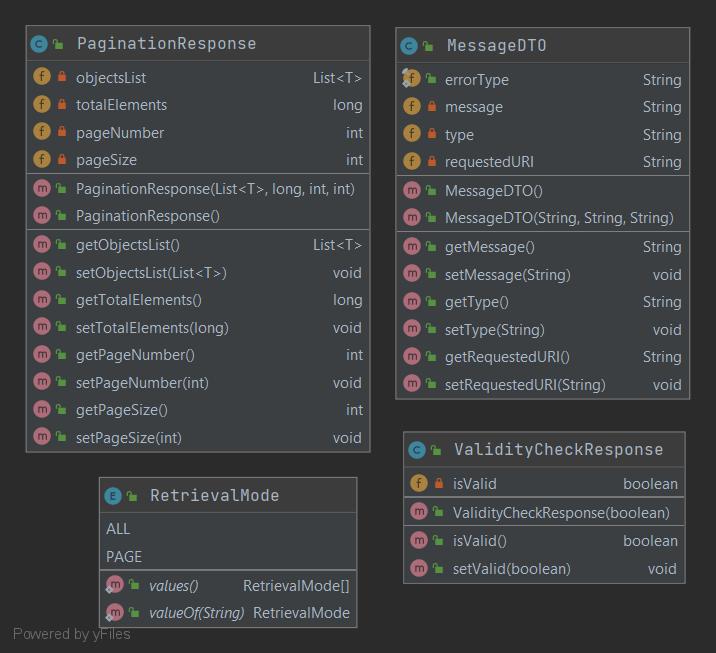 PaginationResponse
objectsList List<T>
totalElements long
pageNumber int
pageSize int
PaginationResponse(List<T>, long, int, int)
PaginationResponse()
getObjectsList() List<T>
setObjectsList(List<T>) void
getTotalElements() long
setTotalElements(long) void
getPageNumber() int
setPageNumber(int) void
getPageSize() int
setPageSize(int) void
MessageDTO
errorType String
message String
type String
requestedURI String
MessageDTO()
MessageDTO(String, String, String)
getMessage() String
setMessage(String) void
getType() String
setType(String) void
getRequestedURI() String
setRequestedURI(String) void
RetrievalMode
ALL
PAGE
values() RetrievalMode[]
valueOf(String) RetrievalMode
ValidityCheckResponse
isValid boolean
ValidityCheckResponse(boolean)
isValid() boolean
setValid(boolean) void
Powered by yFiles